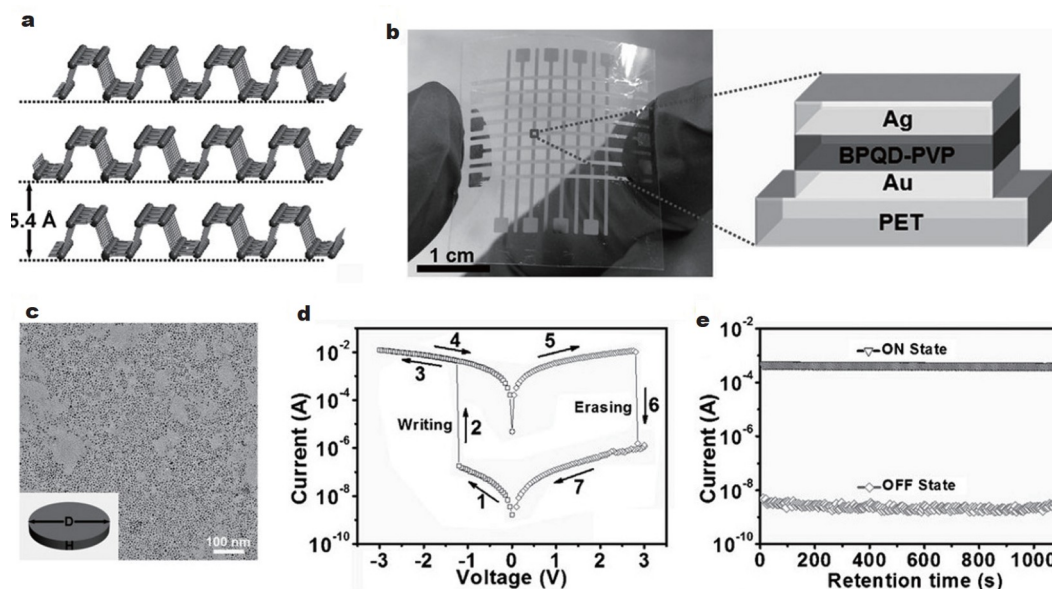 a
5.4 Å
b
1 cm
Ag
BPQD-PVP
Au
PET
c
D
H
100 nm
d
10⁻²
10⁻⁴
10⁻⁶
10⁻⁸
10⁻¹⁰
Current (A)
4
5
3
Writing
2
Erasing
6
1
7
-3 -2 -1 0 1 2 3
Voltage (V)
e
10⁻²
10⁻⁴
10⁻⁶
10⁻⁸
10⁻¹⁰
Current (A)
ON State
OFF State
0 200 400 600 800 1000
Retention time (s)